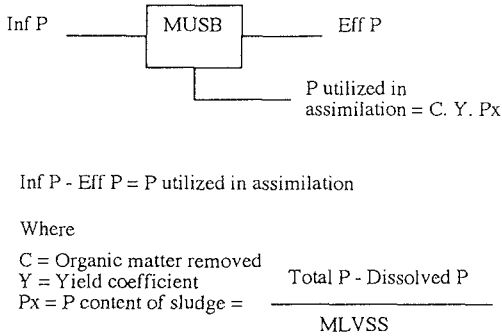 Inf P
MUSB
Eff P
P utilized in
assimilation = C. Y. Px
Inf P - Eff P = P utilized in assimilation
Where
C = Organic matter removed
Y = Yield coefficient
Px = P content of sludge =
Total P - Dissolved P
MLVSS